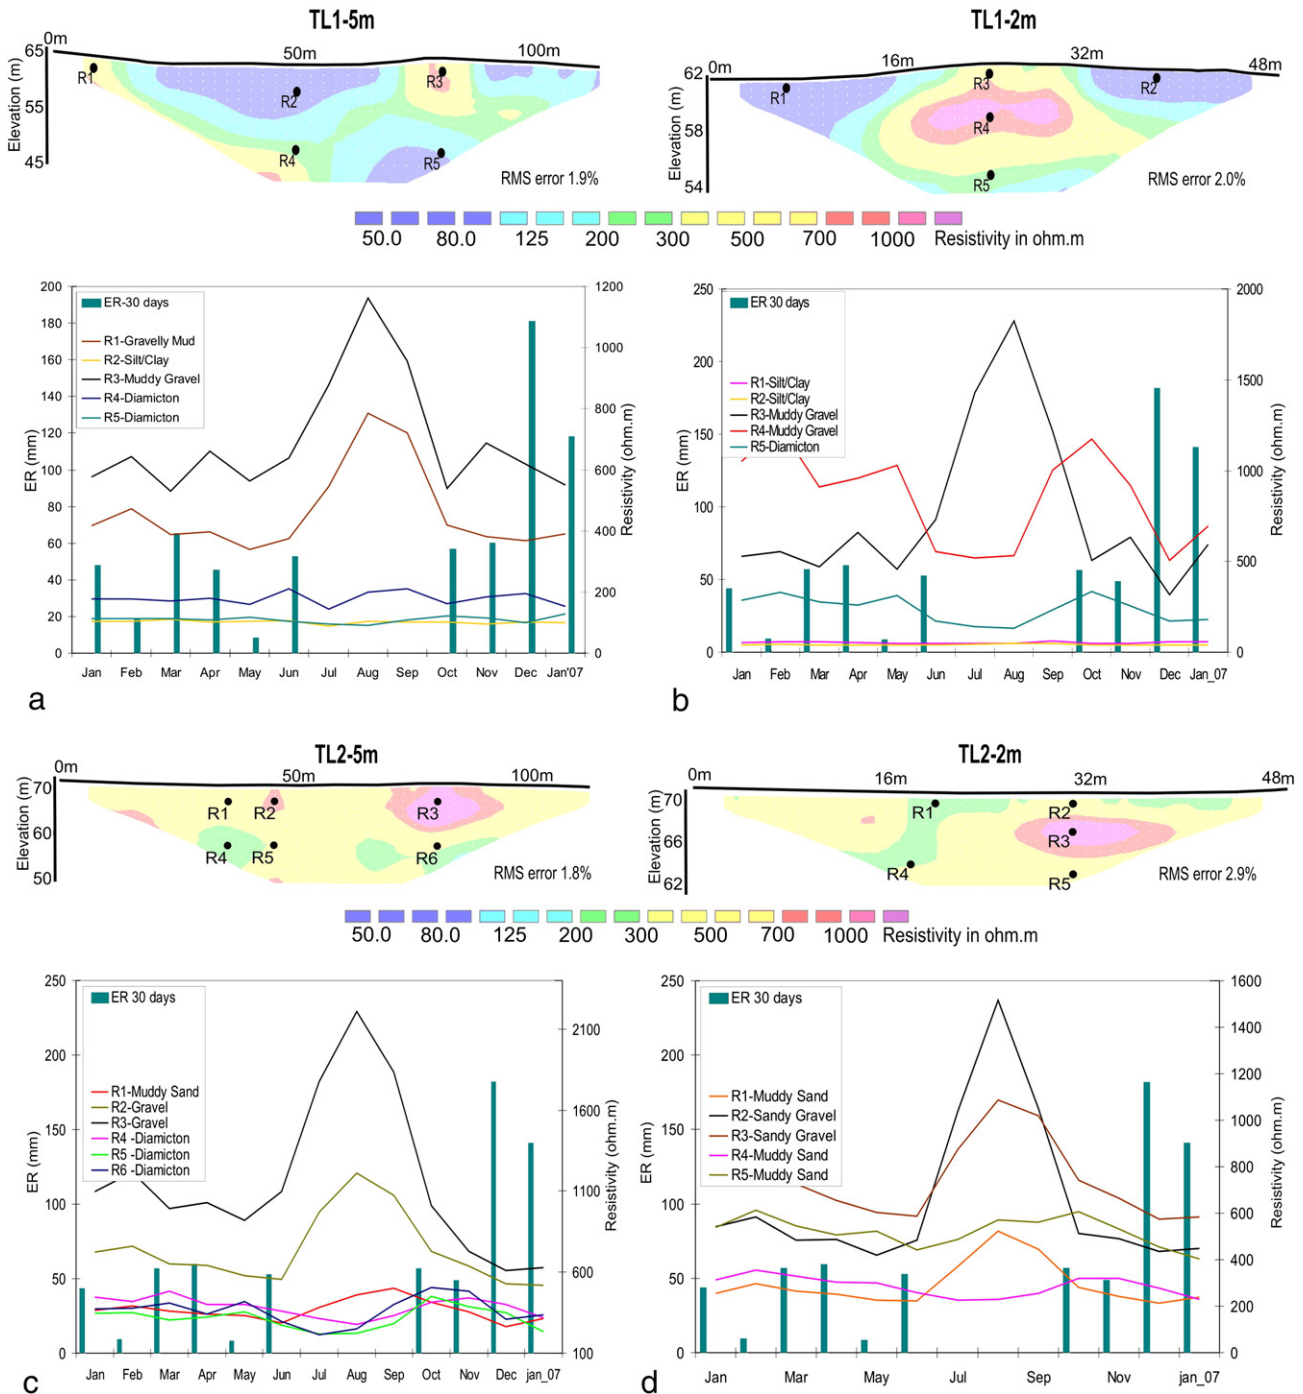 TL1-5m
0m
50m
100m
65
55
45
Elevation (m)
R1
R2
R3
R4
R5
RMS error 1.9%
TL1-2m
0m
16m
32m
48m
62
58
54
Elevation (m)
R1
R2
R3
R4
R5
RMS error 2.0%
50.0 80.0 125 200 300 500 700 1000 Resistivity in ohm.m
200
180
160
140
120
100
80
60
40
20
0
ER (mm)
ER-30 days
R1-Gravelly Mud
R2-Silt/Clay
R3-Muddy Gravel
R4-Diamicton
R5-Diamicton
1200
1000
800
600
400
200
0
Resistivity (ohm.m)
Jan Feb Mar Apr May Jun Jul Aug Sep Oct Nov Dec Jan'07
a
250
200
150
100
50
0
ER (mm)
ER 30 days
R1-Silt/Clay
R2-Silt/Clay
R3-Muddy Gravel
R4-Muddy Gravel
R5-Diamicton
2000
1500
1000
500
0
Resistivity (ohm.m)
Jan Feb Mar Apr May Jun Jul Aug Sep Oct Nov Dec Jan_07
b
TL2-5m
0m
50m
100m
70
60
50
Elevation (m)
R1
R2
R3
R4
R5
R6
RMS error 1.8%
TL2-2m
0m
16m
32m
48m
70
66
62
Elevation (m)
R1
R2
R3
R4
R5
RMS error 2.9%
50.0 80.0 125 200 300 500 700 1000 Resistivity in ohm.m
250
200
150
100
50
0
ER (mm)
ER 30 days
R1-Muddy Sand
R2-Gravel
R3-Gravel
R4 -Diamicton
R5 -Diamicton
R6 -Diamicton
2100
1600
1100
600
100
Resistivity (ohm.m)
Jan Feb Mar Apr May Jun Jul Aug Sep Oct Nov Dec jan_07
c
250
200
150
100
50
0
ER (mm)
ER 30 days
R1-Muddy Sand
R2-Sandy Gravel
R3-Sandy Gravel
R4-Muddy Sand
R5-Muddy Sand
1600
1400
1200
1000
800
600
400
200
0
Resistivity (ohm.m)
Jan Mar May Jul Sep Nov jan_07
d